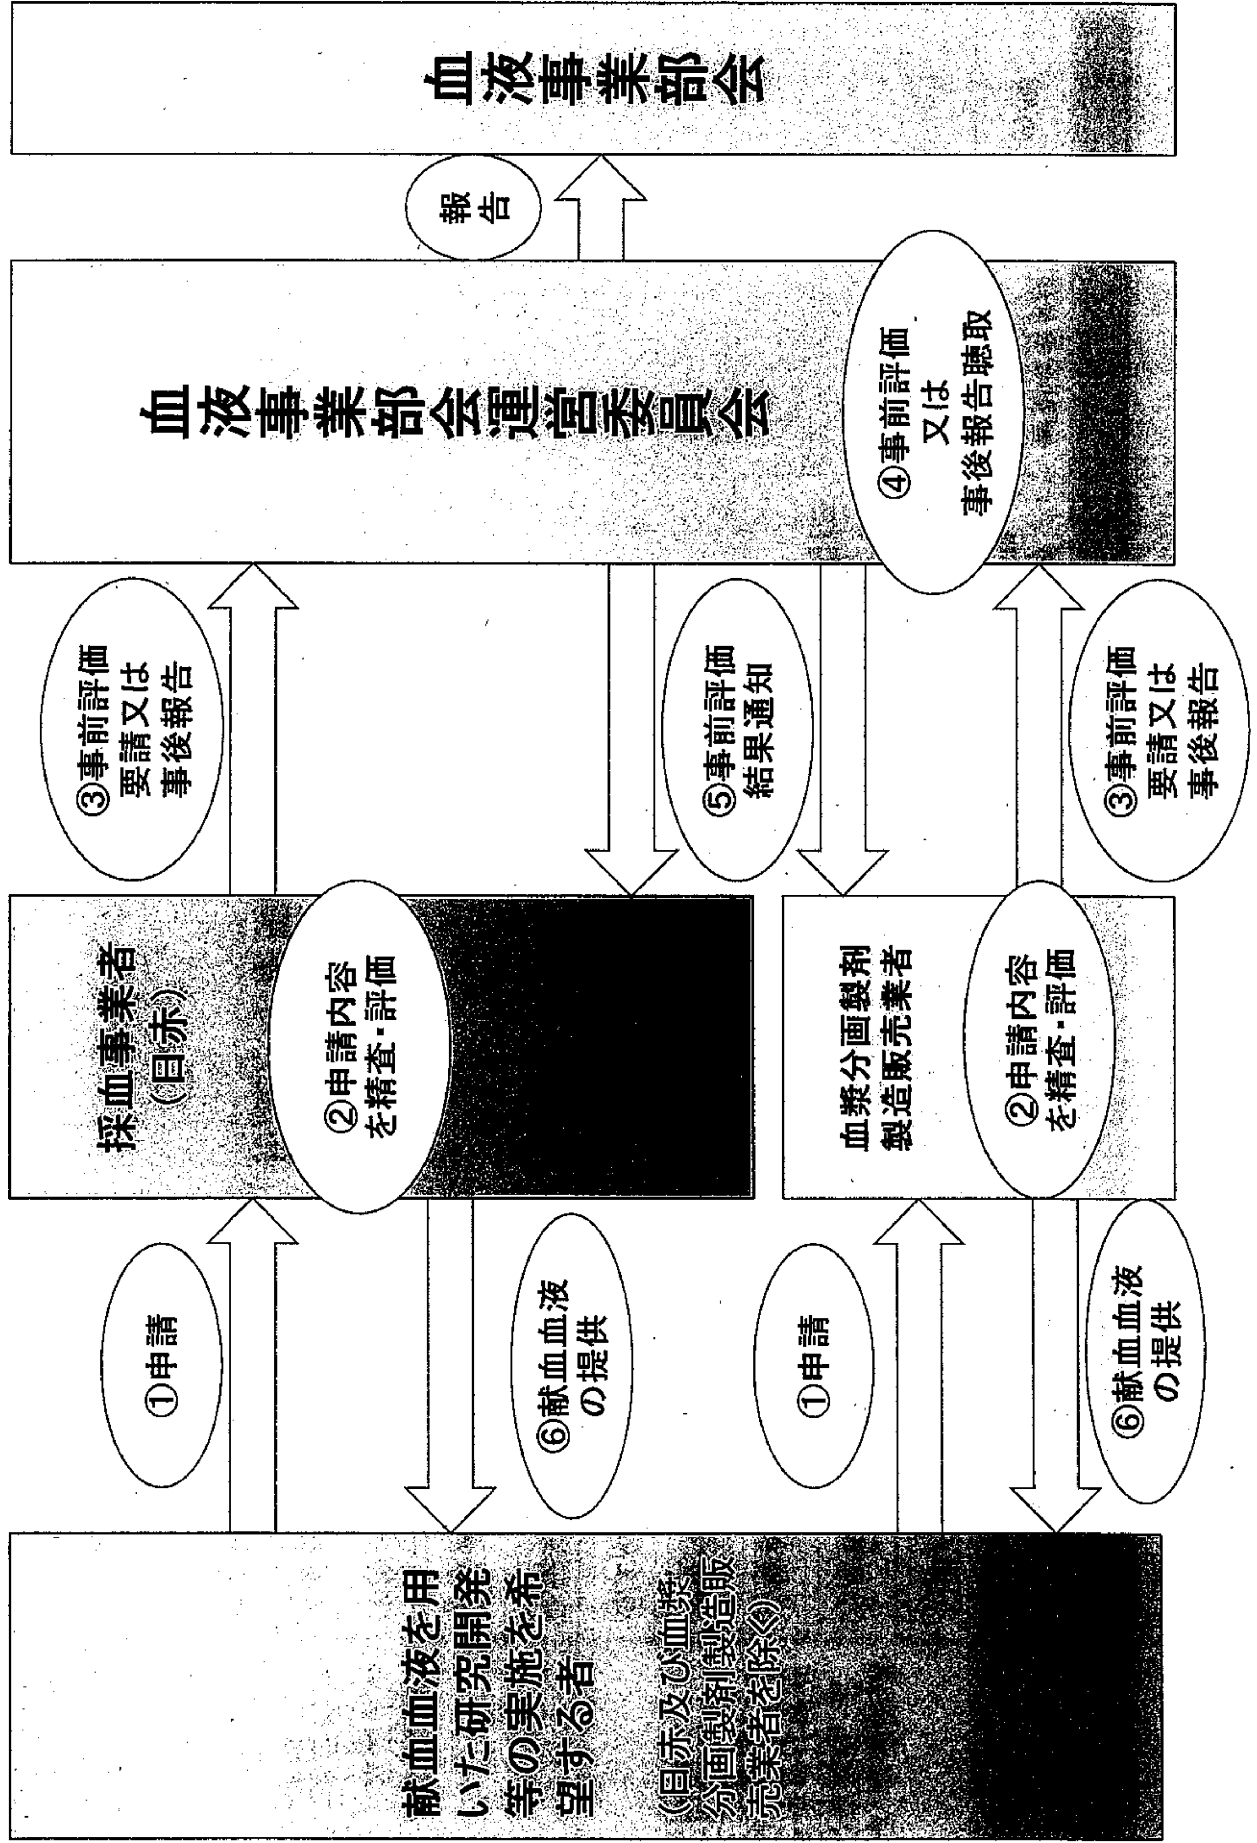 献血血液を用
いた研究開発
等の実施を希
望する者
(日赤及び血漿
分画製剤製造販
売業者を除く)
①申請
⑥献血血液
の提供
①申請
⑥献血血液
の提供
採血事業者
(日赤)
②申請内容
を精査・評価
血漿分画製剤
製造販売業者
②申請内容
を精査・評価
③事前評価
要請又は
事後報告
⑤事前評価
結果通知
③事前評価
要請又は
事後報告
血液事業部会運営委員会
④事前評価
又は
事後報告聴取
報告
血液事業部会